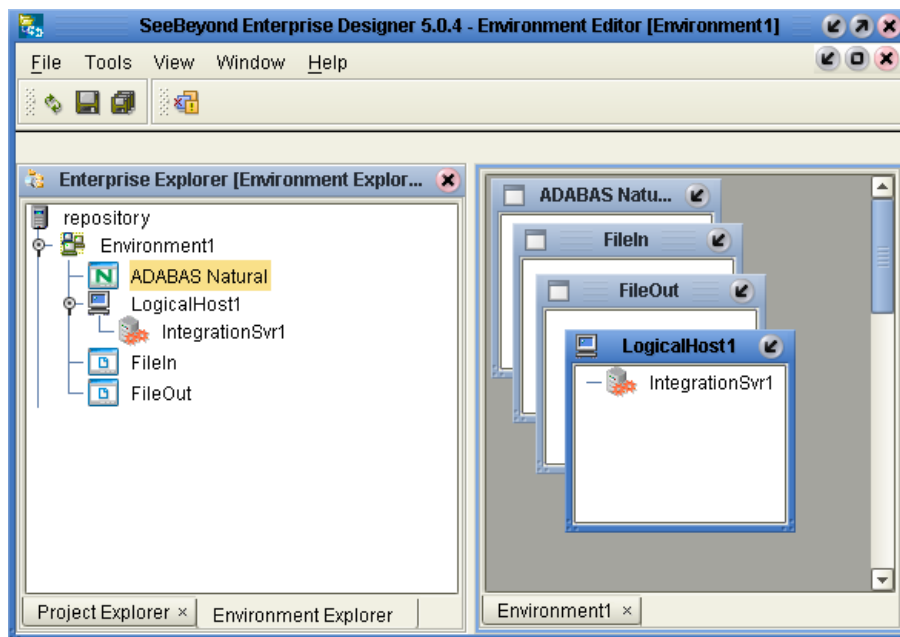 SeeBeyond Enterprise Designer 5.0.4 - Environment Editor [Environment1]
File Tools View Window Help
Enterprise Explorer [Environment Explor...
repository
Environment1
ADABAS Natural
LogicalHost1
IntegrationSvr1
FileIn
FileOut
Project Explorer ×
Environment Explorer
ADABAS Natu...
FileIn
FileOut
LogicalHost1
IntegrationSvr1
Environment1 ×